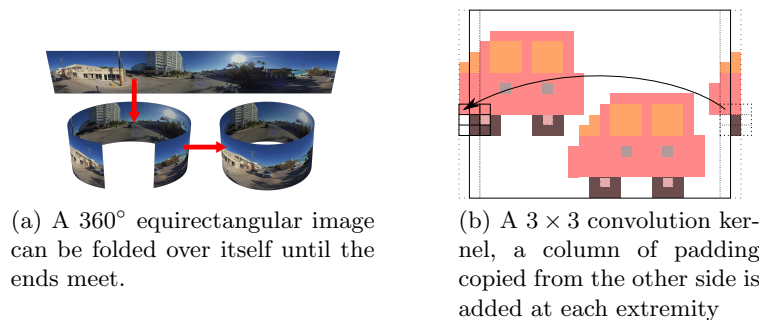 (a) A 360° equirectangular image
can be folded over itself until the
ends meet.
(b) A 3 × 3 convolution ker-
nel, a column of padding
copied from the other side is
added at each extremity